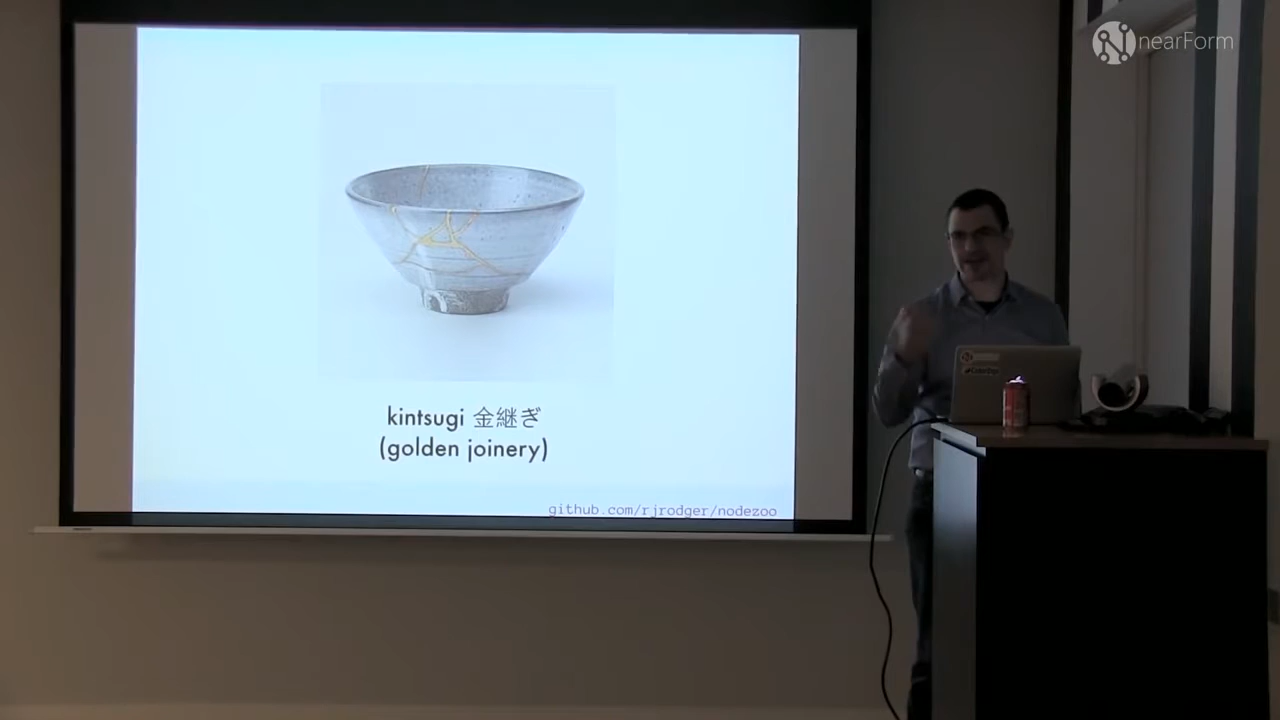 nearForm
kintsugi 金継ぎ
(golden joinery)
github.com/rjrodger/nodezoo